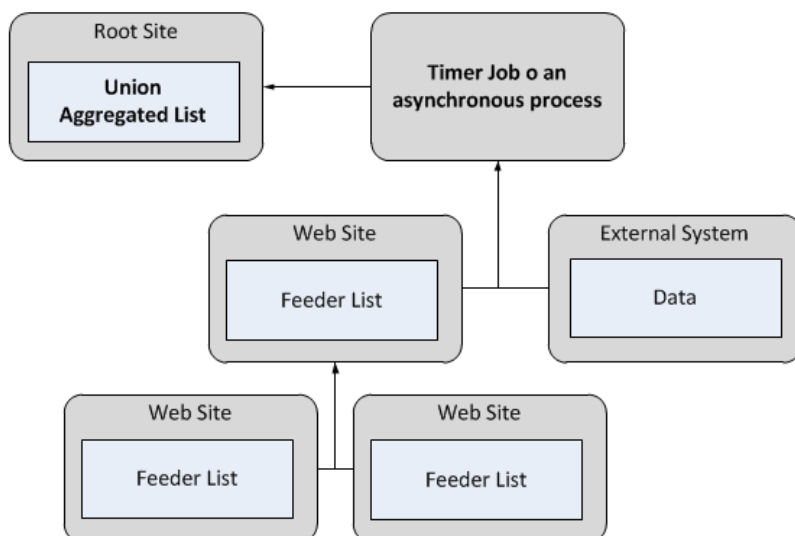 Root Site
Union
Aggregated List
Timer Job o an
asynchronous process
Web Site
Feeder List
External System
Data
Web Site
Feeder List
Web Site
Feeder List